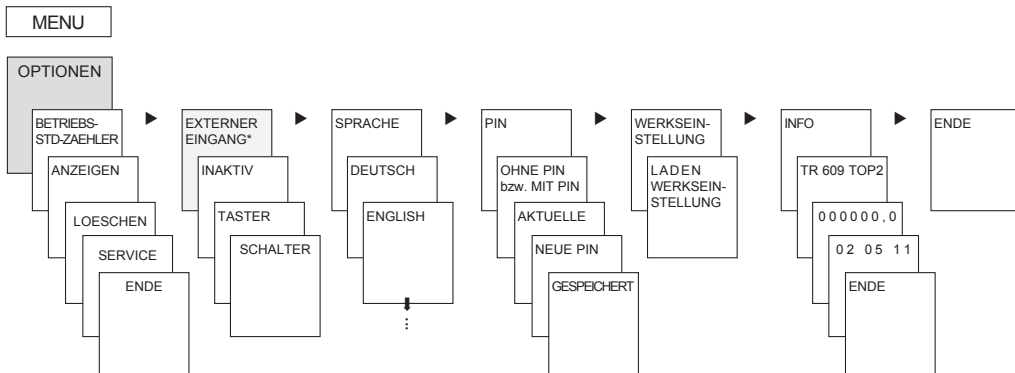 MENU
OPTIONEN
BETRIEBS-
STD-ZAEHLER
ANZEIGEN
LOESCHEN
SERVICE
ENDE
EXTERNER
EINGANG*
INAKTIV
TASTER
SCHALTER
SPRACHE
DEUTSCH
ENGLISH
...
PIN
OHNE PIN
bzw. MIT PIN
AKTUELLE
NEUE PIN
GESPEICHERT
WERKSEIN-
STELLUNG
LADEN
WERKSEIN-
STELLUNG
INFO
TR 609 TOP2
000000,0
02 05 11
ENDE
ENDE